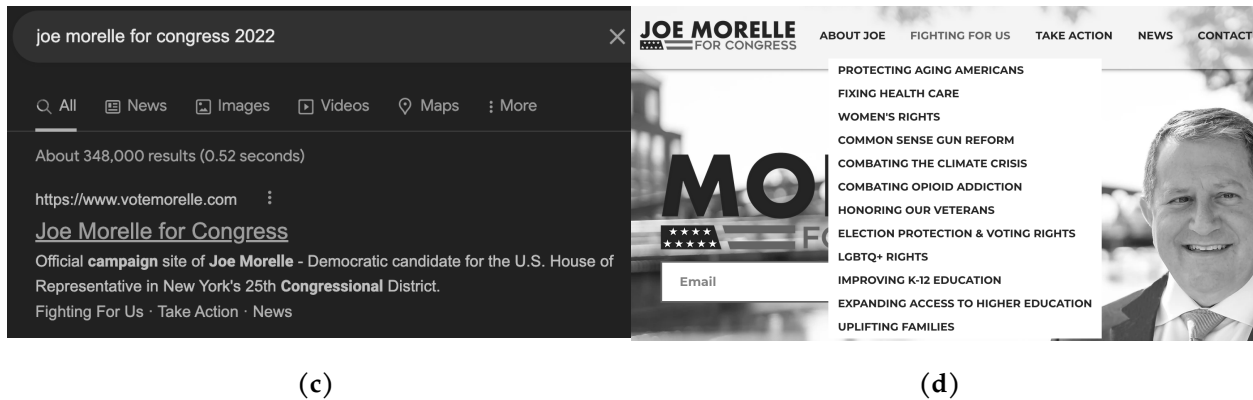 joe morelle for congress 2022
All News Images Videos Maps More
About 348,000 results (0.52 seconds)
https://www.votemorelle.com
Joe Morelle for Congress
Official campaign site of Joe Morelle - Democratic candidate for the U.S. House of
Representative in New York's 25th Congressional District.
Fighting For Us · Take Action · News
(c)
JOE MORELLE
FOR CONGRESS
ABOUT JOE FIGHTING FOR US TAKE ACTION NEWS CONTACT
PROTECTING AGING AMERICANS
FIXING HEALTH CARE
WOMEN'S RIGHTS
COMMON SENSE GUN REFORM
COMBATING THE CLIMATE CRISIS
COMBATING OPIOID ADDICTION
HONORING OUR VETERANS
ELECTION PROTECTION & VOTING RIGHTS
LGBTQ+ RIGHTS
IMPROVING K-12 EDUCATION
EXPANDING ACCESS TO HIGHER EDUCATION
UPLIFTING FAMILIES
MO
F
Email
(d)